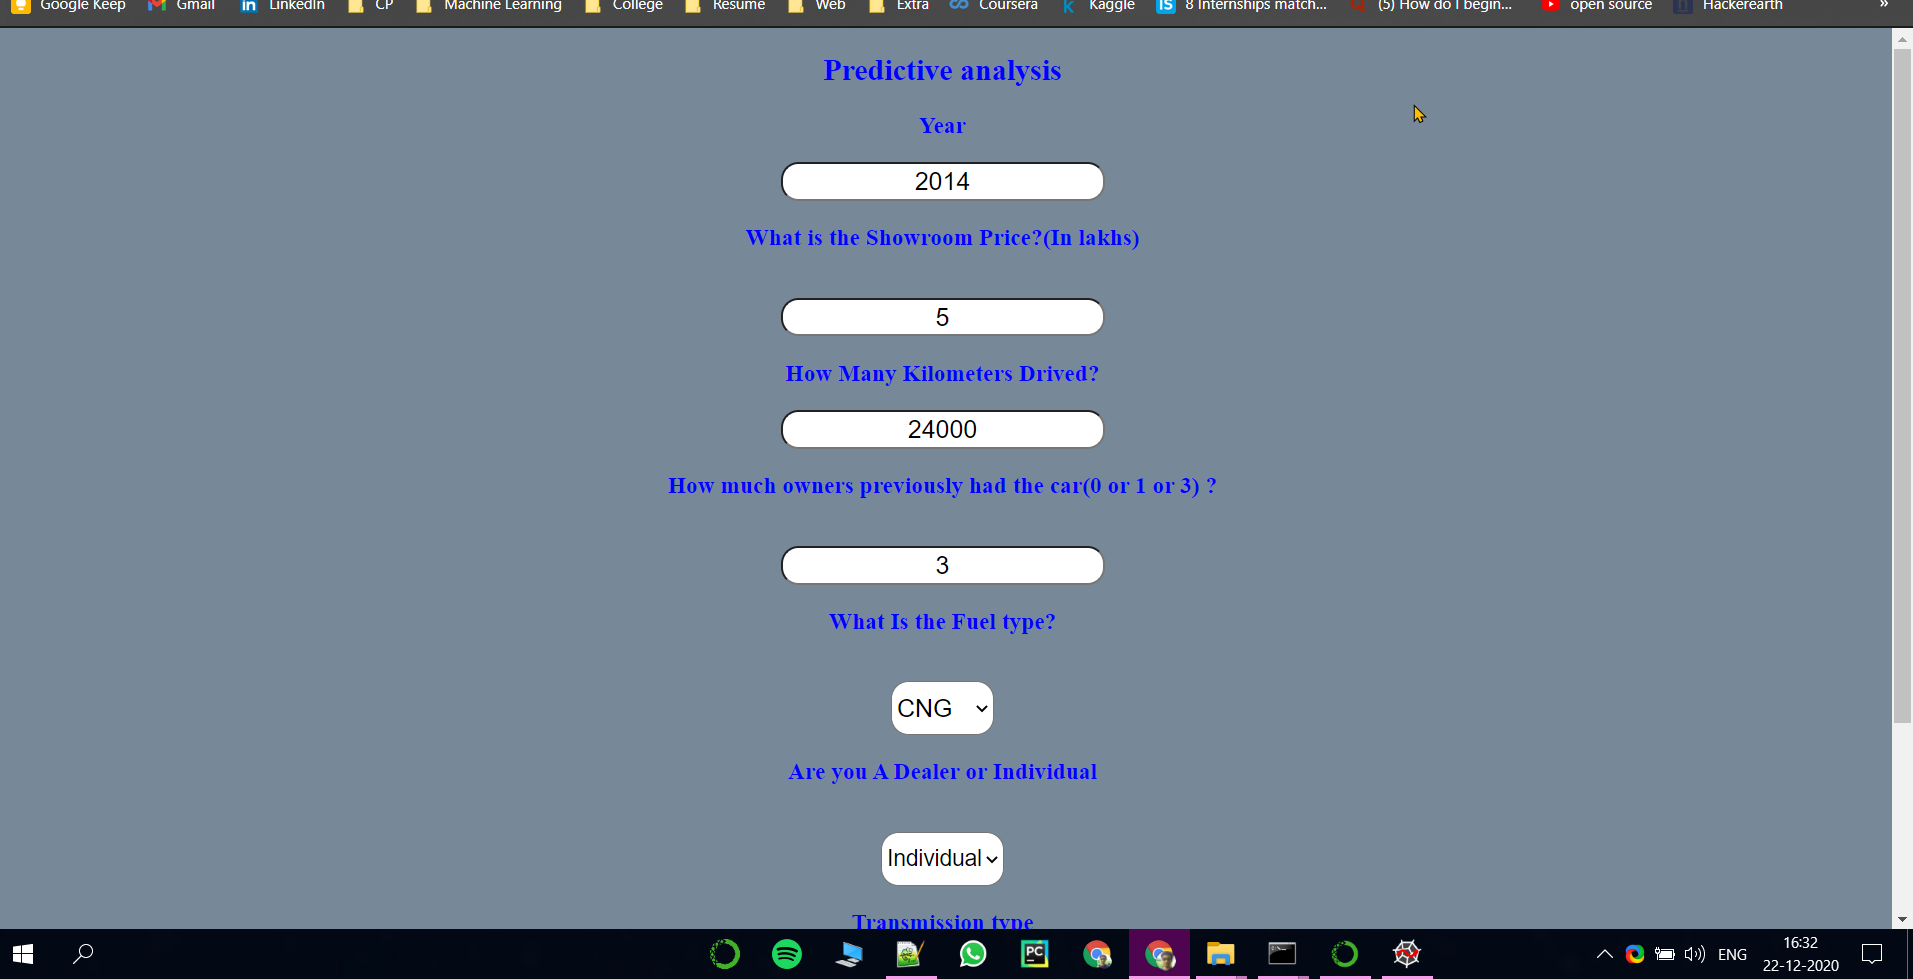 Google Keep Gmail LinkedIn CP Machine Learning College Resume Web Extra Coursera Kaggle 8 Internships match... (5) How do I begin... open source Hackerearth »
Predictive analysis
Year
2014
What is the Showroom Price?(In lakhs)
5
How Many Kilometers Drived?
24000
How much owners previously had the car(0 or 1 or 3) ?
3
What Is the Fuel type?
CNG
Are you A Dealer or Individual
Individual
Transmission type
PC
ENG
16:32
22-12-2020